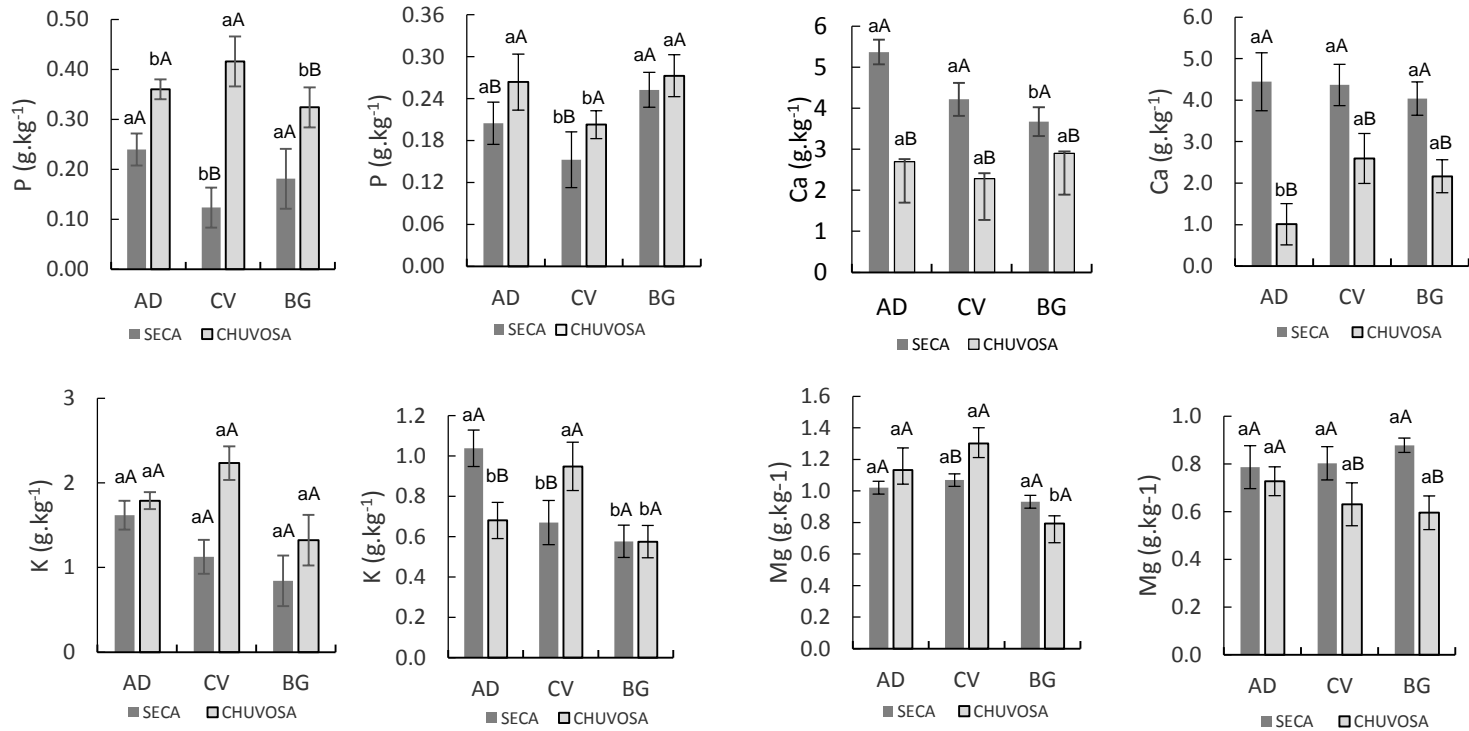 P (g.kg-1)
0.50
0.40
0.30
0.20
0.10
0.00
aA
bA
bB
aA
aA
bB
AD CV BG
SECA CHUVOSA
P (g.kg-1)
0.36
0.30
0.24
0.18
0.12
0.06
0.00
aB
aA
bB
bA
aA
aA
AD CV BG
SECA CHUVOSA
Ca (g.kg-1)
6
5
4
3
2
1
0
aA
aB
aA
aB
bA
aB
AD CV BG
SECA CHUVOSA
Ca (g.kg-1)
6.0
5.0
4.0
3.0
2.0
1.0
0.0
aA
bB
aA
aB
aA
aB
AD CV BG
SECA CHUVOSA
K (g.kg-1)
3
2
1
0
aA
aA
aA
aA
aA
aA
AD CV BG
SECA CHUVOSA
K (g.kg-1)
1.2
1.0
0.8
0.6
0.4
0.2
0.0
aA
bB
bB
aA
bA
bA
AD CV BG
SECA CHUVOSA
Mg (g.kg-1)
1.6
1.4
1.2
1.0
0.8
0.6
0.4
0.2
0.0
aA
aA
aB
aA
aA
bA
AD CV BG
SECA CHUVOSA
Mg (g.kg-1)
1.0
0.8
0.6
0.4
0.2
0.0
aA
aA
aA
aB
aA
aB
AD CV BG
SECA CHUVOSA